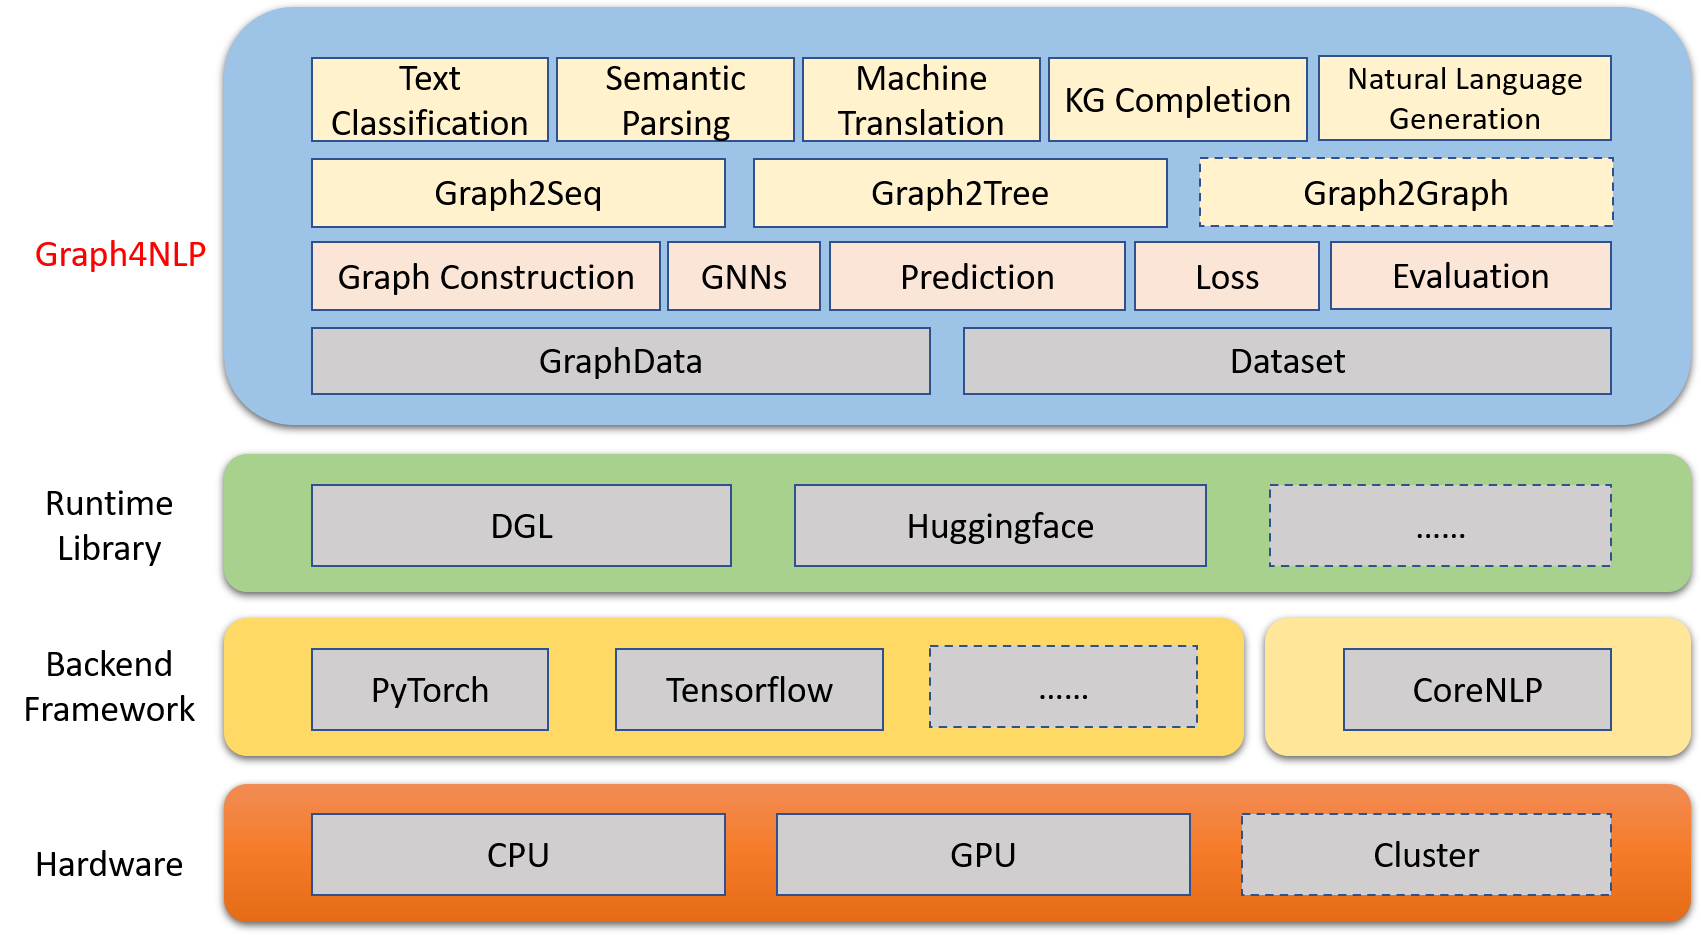 Text
Classification
Semantic
Parsing
Machine
Translation
KG Completion
Natural Language
Generation
Graph2Seq
Graph2Tree
Graph2Graph
Graph4NLP
Graph Construction
GNNs
Prediction
Loss
Evaluation
GraphData
Dataset
Runtime
Library
DGL
Huggingface
......
Backend
Framework
PyTorch
Tensorflow
......
CoreNLP
Hardware
CPU
GPU
Cluster